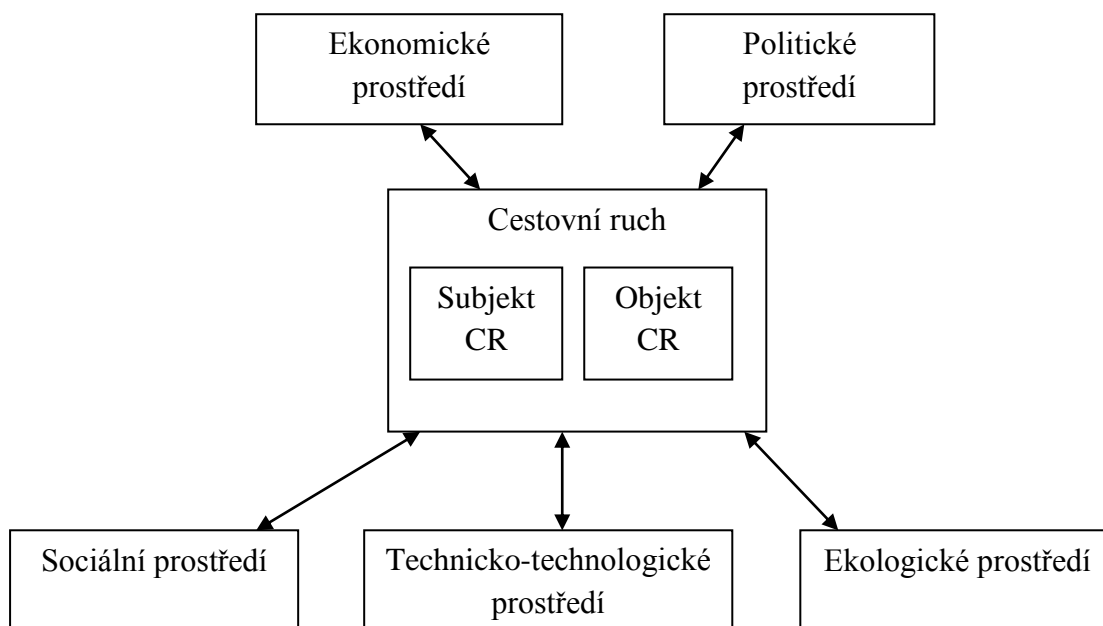 Ekonomické
prostředí
Politické
prostředí
Cestovní ruch
Subjekt
CR
Objekt
CR
Sociální prostředí
Technicko-technologické
prostředí
Ekologické prostředí